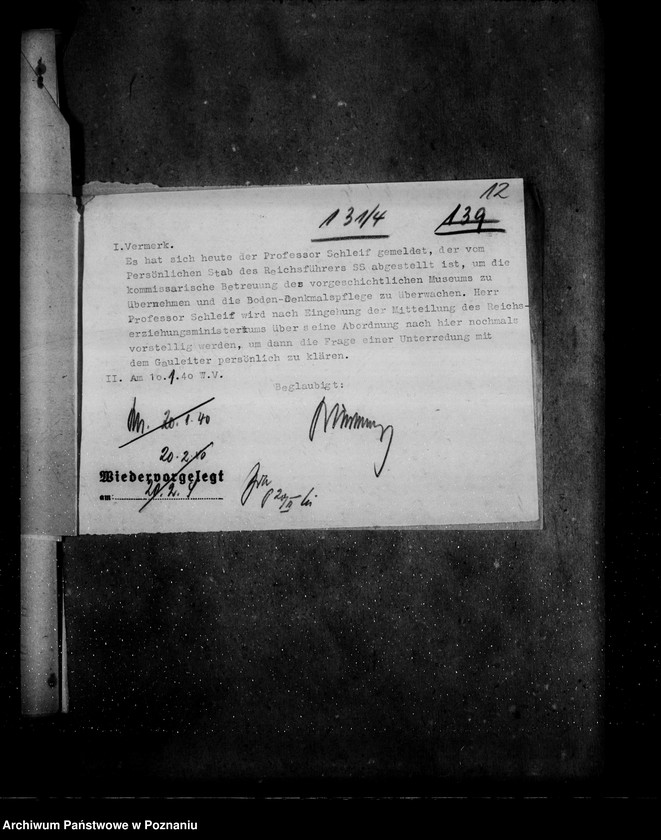 12
131/4 139
I.Vermerk.
Es hat sich heute der Professor Schleif gemeldet, der vom
Persönlichen Stab des Reichsführers SS abgestellt ist, um die
kommissarische Betreuung des vorgeschichtlichen Museums zu
übernehmen und die Boden-Denkmalspflege zu überwachen. Herr
Professor Schleif wird nach Eingehung der Mitteilung des Reichs-
erziehungsministeriums über seine Abordnung nach hier nochmals
vorstellig werden, um dann die Frage einer Unterredung mit
dem Gauleiter persönlich zu klären.
II. Am 10.1.40 W.V.
Beglaubigt:
20.1.40
20.2.40
Wiedervorgelegt
am: 20.2.
Archiwum Państwowe w Poznaniu